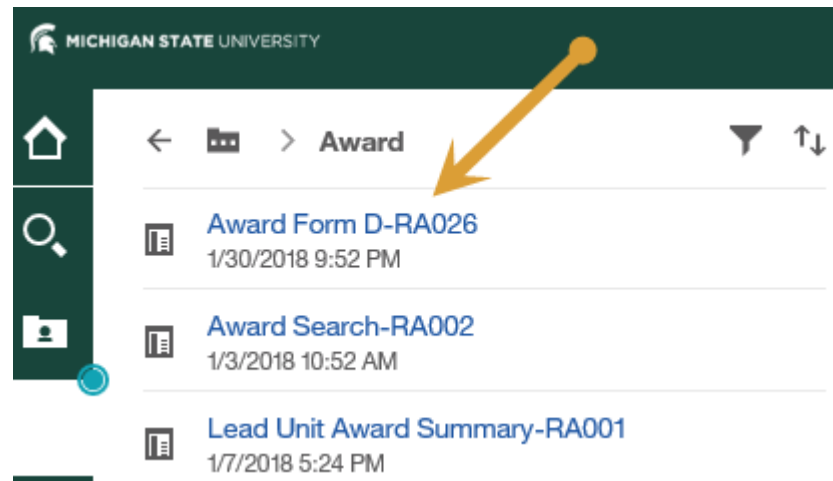 MICHIGAN STATE UNIVERSITY
Award
Award Form D-RA026
1/30/2018 9:52 PM
Award Search-RA002
1/3/2018 10:52 AM
Lead Unit Award Summary-RA001
1/7/2018 5:24 PM